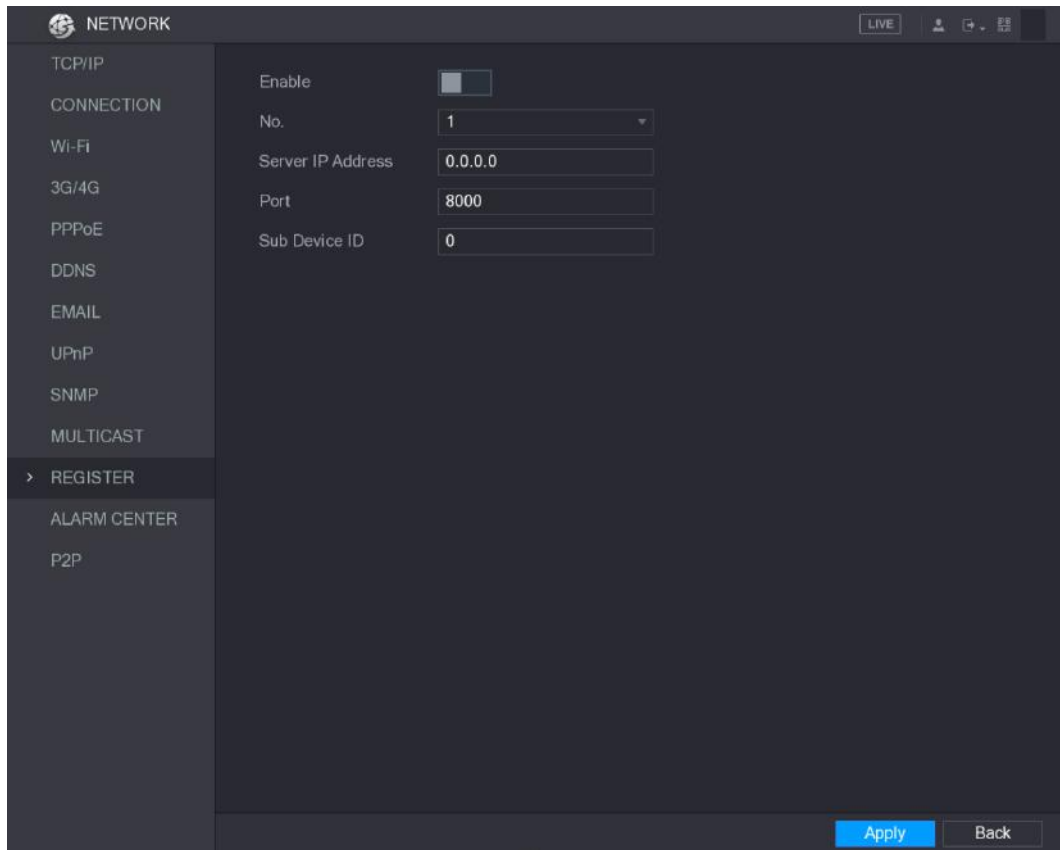 NETWORK
LIVE
TCP/IP
CONNECTION
Wi-Fi
3G/4G
PPPoE
DDNS
EMAIL
UPnP
SNMP
MULTICAST
> REGISTER
ALARM CENTER
P2P
Enable
No. 1
Server IP Address 0.0.0.0
Port 8000
Sub Device ID 0
Apply Back